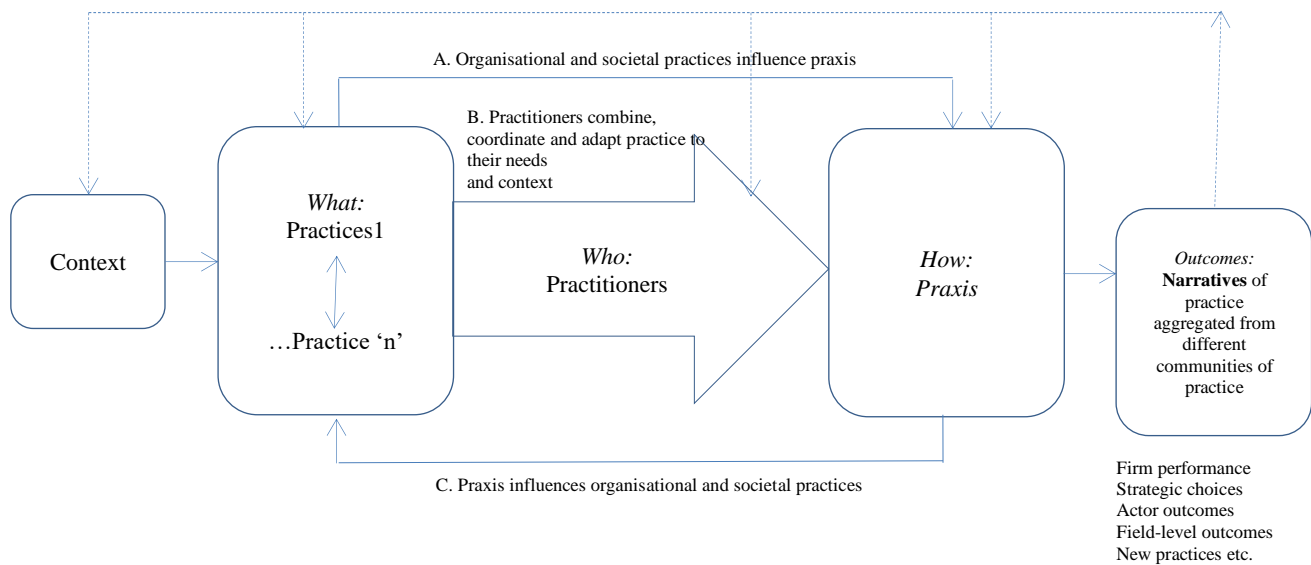 A. Organisational and societal practices influence praxis
B. Practitioners combine,
coordinate and adapt practice to
their needs
and context
Context
What:
Practices1
…Practice ‘n’
Who:
Practitioners
How:
Praxis
Outcomes:
Narratives of
practice
aggregated from
different
communities of
practice
C. Praxis influences organisational and societal practices
Firm performance
Strategic choices
Actor outcomes
Field-level outcomes
New practices etc.